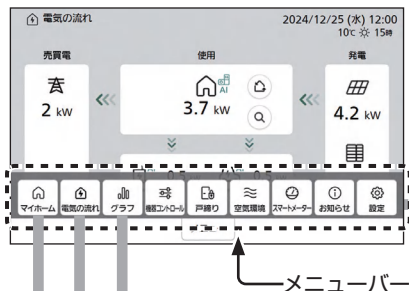 電気の流れ
2024/12/25 (水) 12:00
10℃ 15時
売買電
使用
発電
AI
2 kW
3.7 kW
4.2 kW
マイホーム
電気の流れ
グラフ
機器コントロール
戸締り
空気環境
スマートメーター
お知らせ
設定
メニューバー